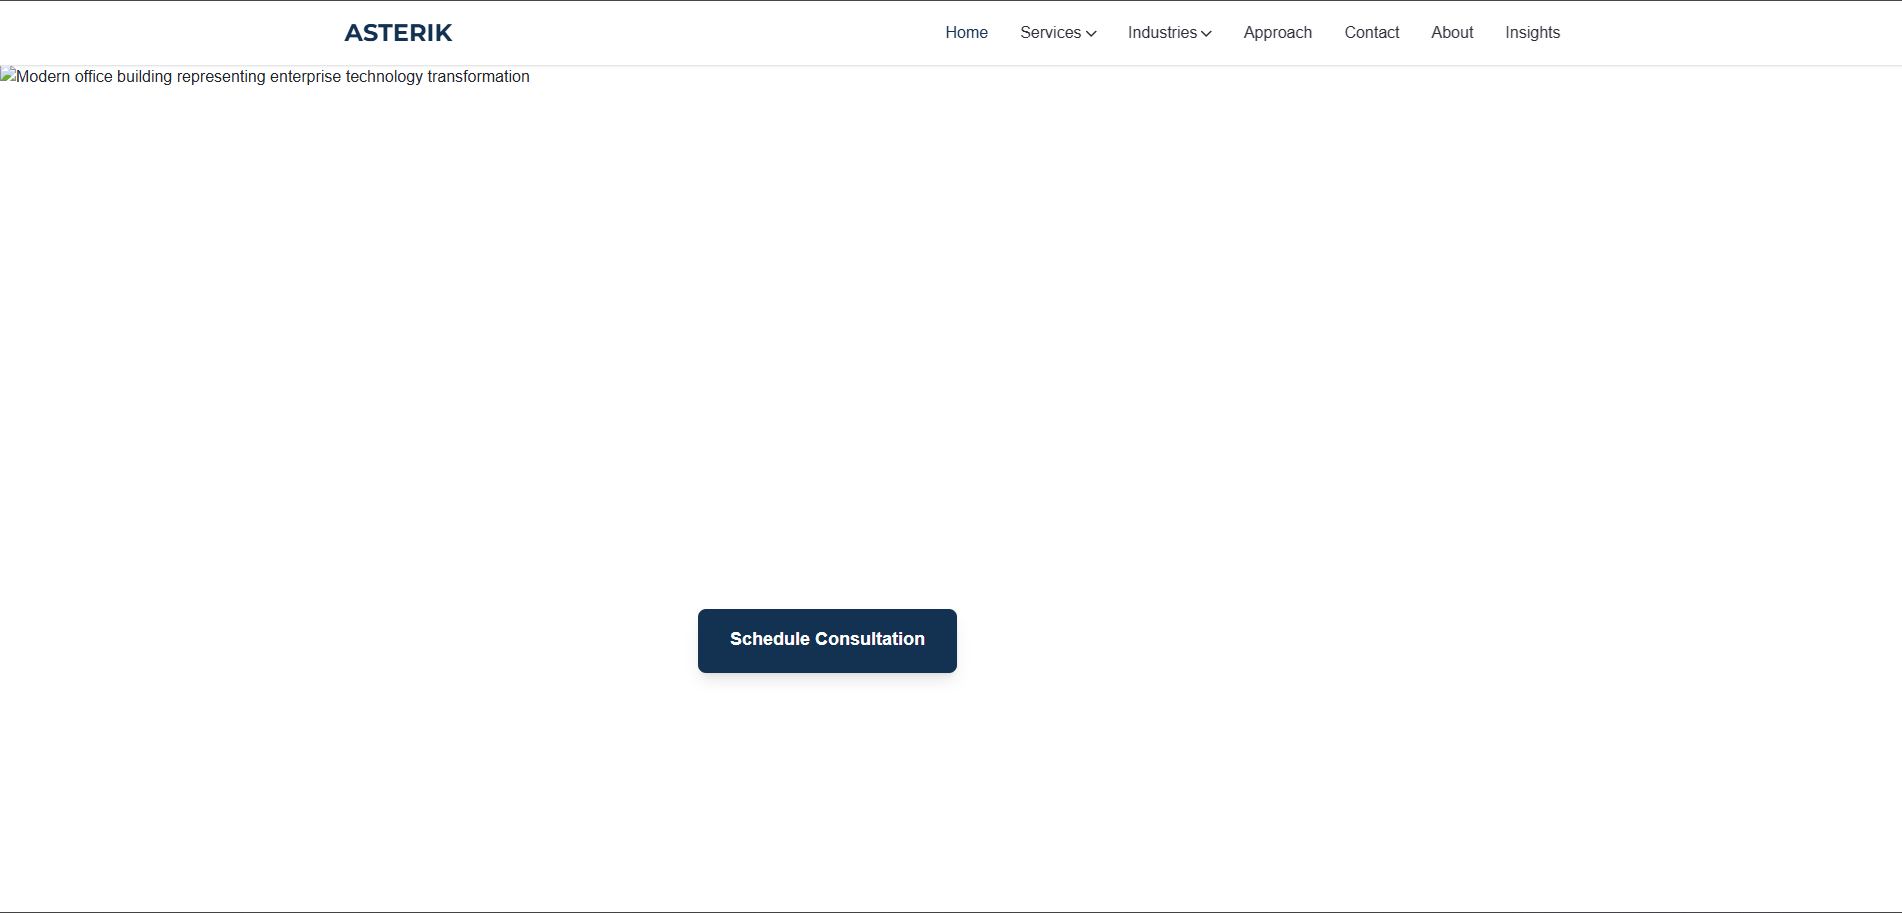 ASTERIK
Home Services Industries Approach Contact About Insights
Modern office building representing enterprise technology transformation
Schedule Consultation